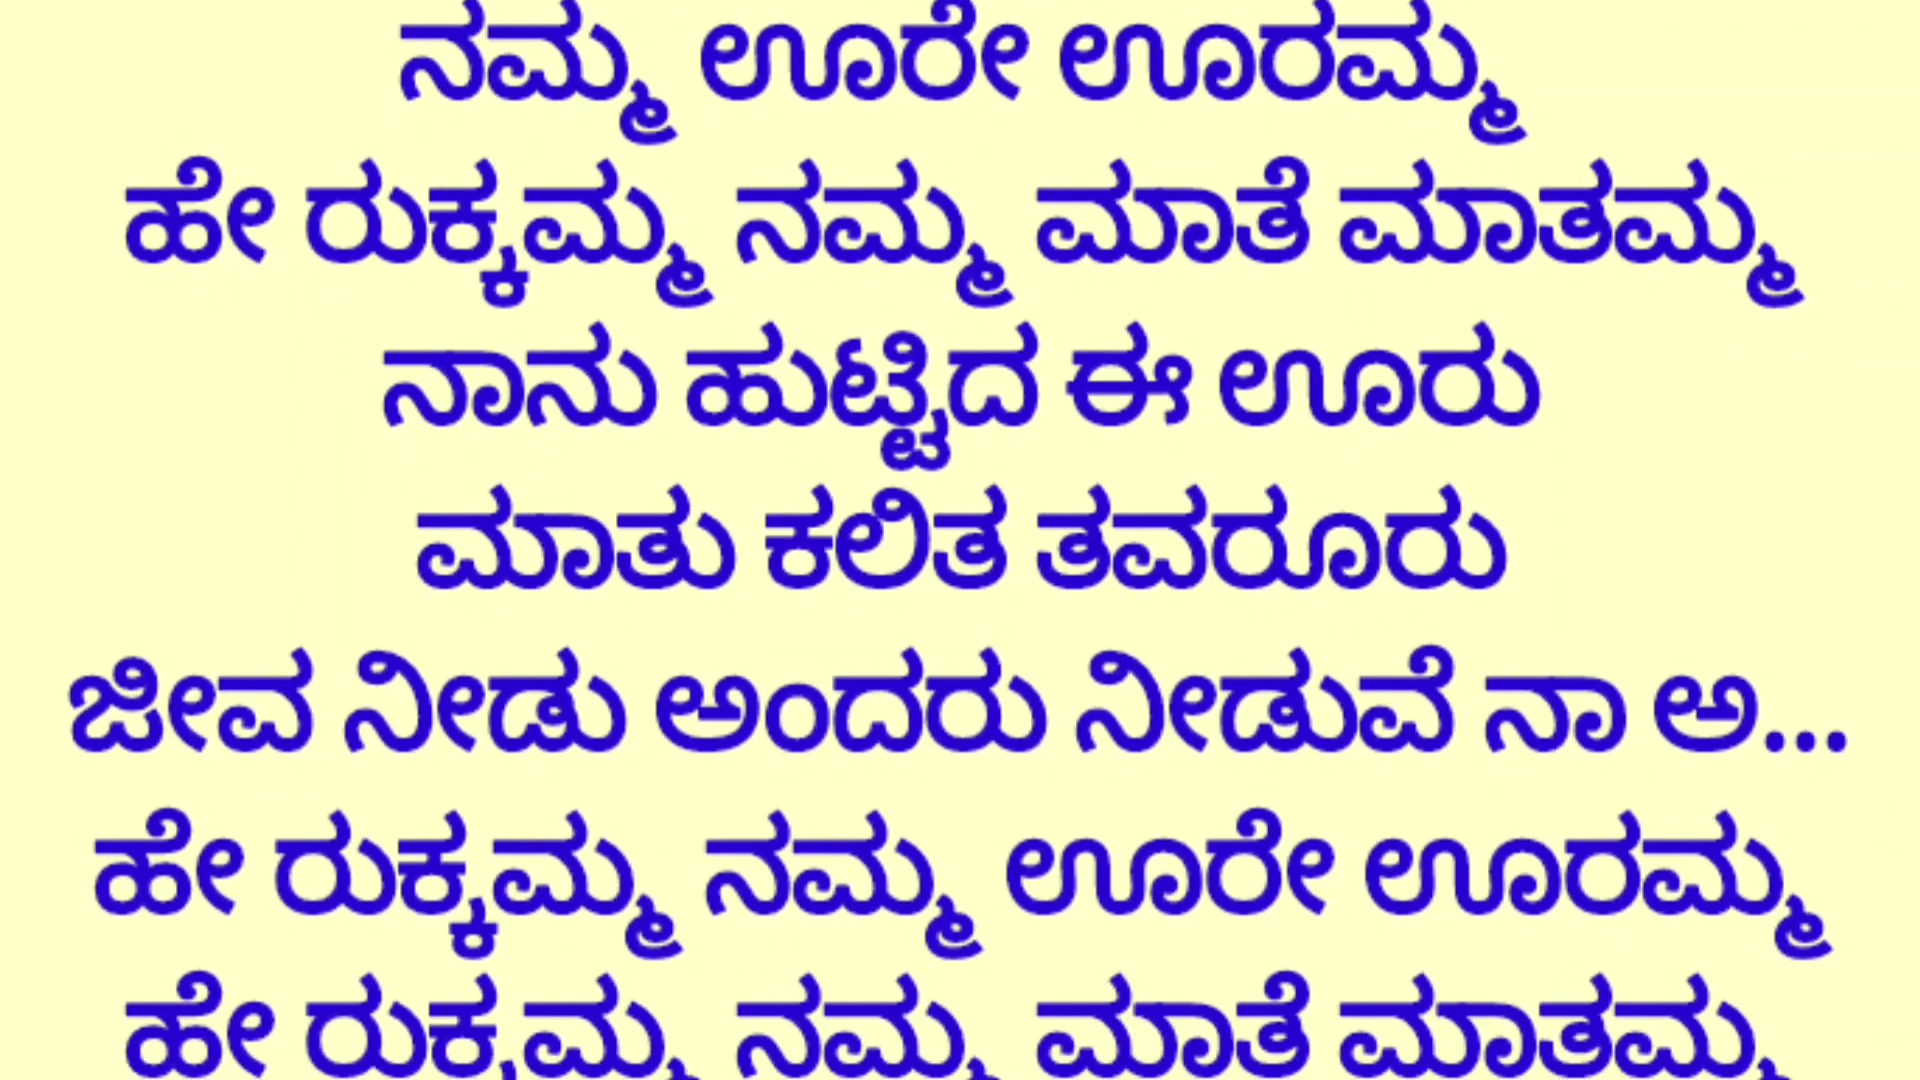 ನಮ್ಮ ಊರೇ ಊರಮ್ಮ
ಹೇ ರುಕ್ಕಮ್ಮ ನಮ್ಮ ಮಾತೆ ಮಾತಮ್ಮ
ನಾನು ಹುಟ್ಟಿದ ಈ ಊರು
ಮಾತು ಕಲಿತ ತವರೂರು
ಜೀವ ನೀಡು ಅಂದರು ನೀಡುವೆ ನಾ ಅ...
ಹೇ ರುಕ್ಕಮ್ಮ ನಮ್ಮ ಊರೇ ಊರಮ್ಮ
ಹೇ ರುಕ್ಕಮ್ಮ ನಮ್ಮ ಮಾತೆ ಮಾತಮ್ಮ